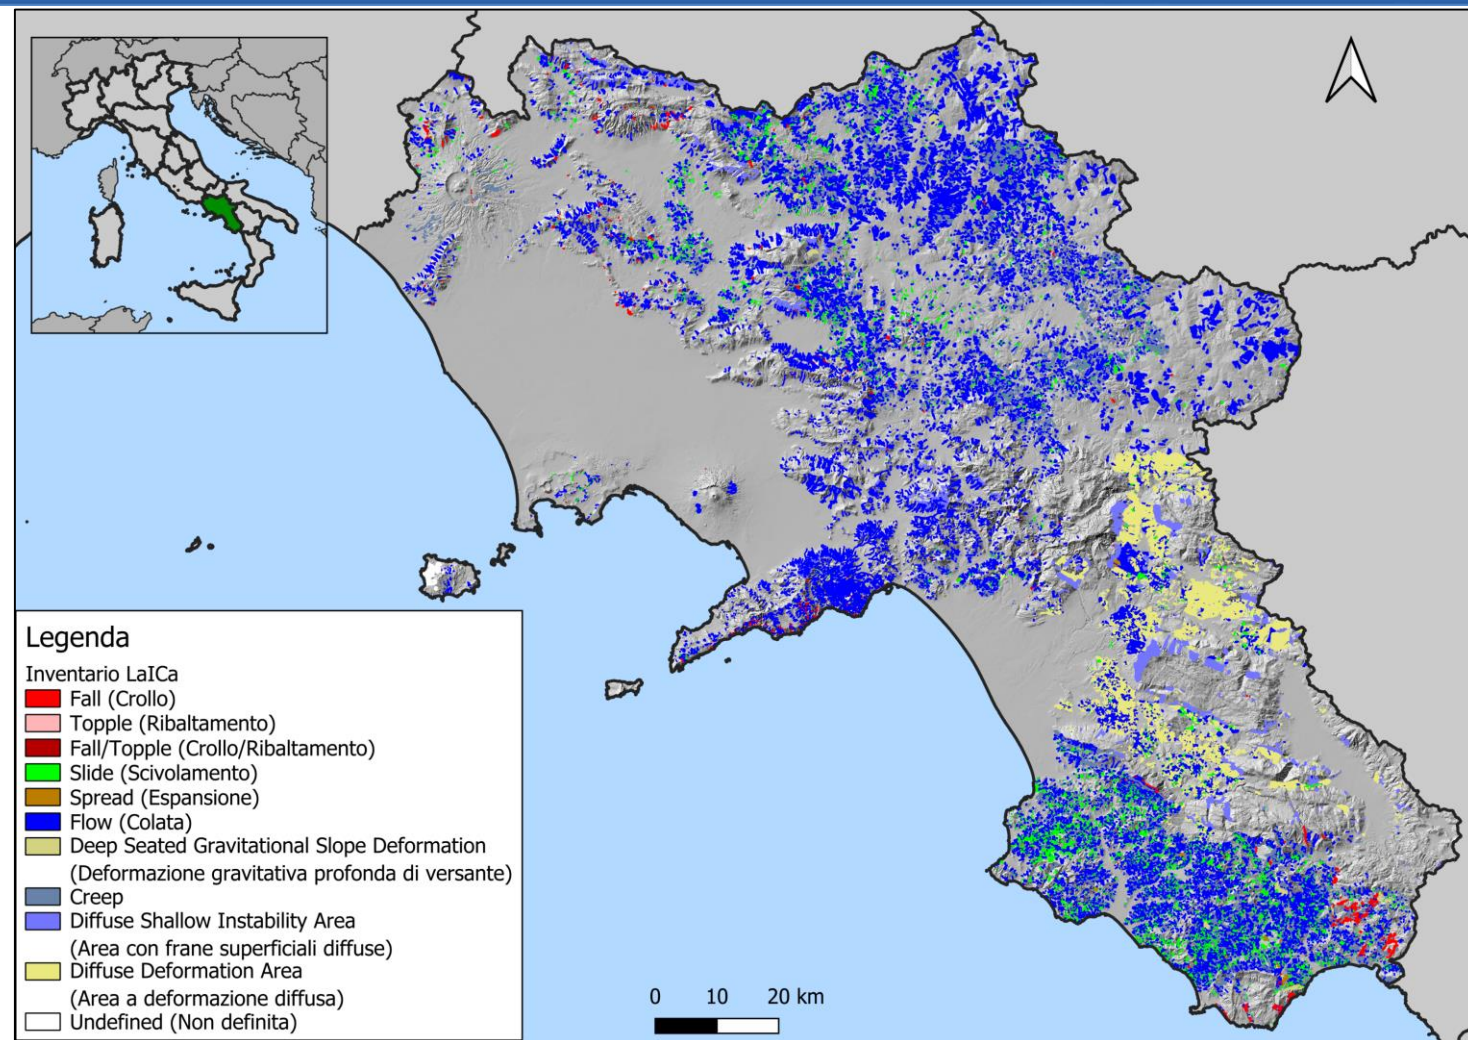 Legenda
Inventario LaICa
Fall (Crollo)
Topple (Ribaltamento)
Fall/Topple (Crollo/Ribaltamento)
Slide (Scivolamento)
Spread (Espansione)
Flow (Colata)
Deep Seated Gravitational Slope Deformation
(Deformazione gravitativa profonda di versante)
Creep
Diffuse Shallow Instability Area
(Area con frane superficiali diffuse)
Diffuse Deformation Area
(Area a deformazione diffusa)
Undefined (Non definita)
0 10 20 km